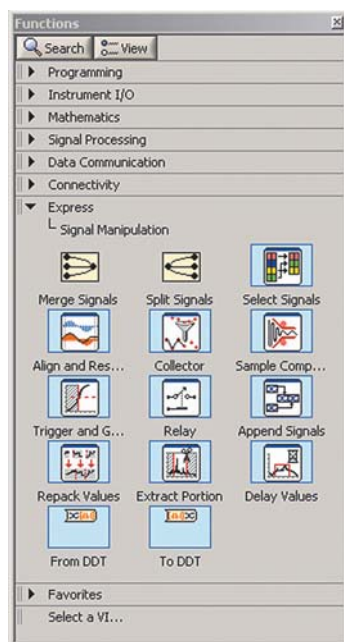 Functions
Search View
Programming
Instrument I/O
Mathematics
Signal Processing
Data Communication
Connectivity
Express
Signal Manipulation
Merge Signals Split Signals Select Signals
Align and Res... Collector Sample Comp...
Trigger and G... Relay Append Signals
Repack Values Extract Portion Delay Values
From DDT To DDT
Favorites
Select a VI...